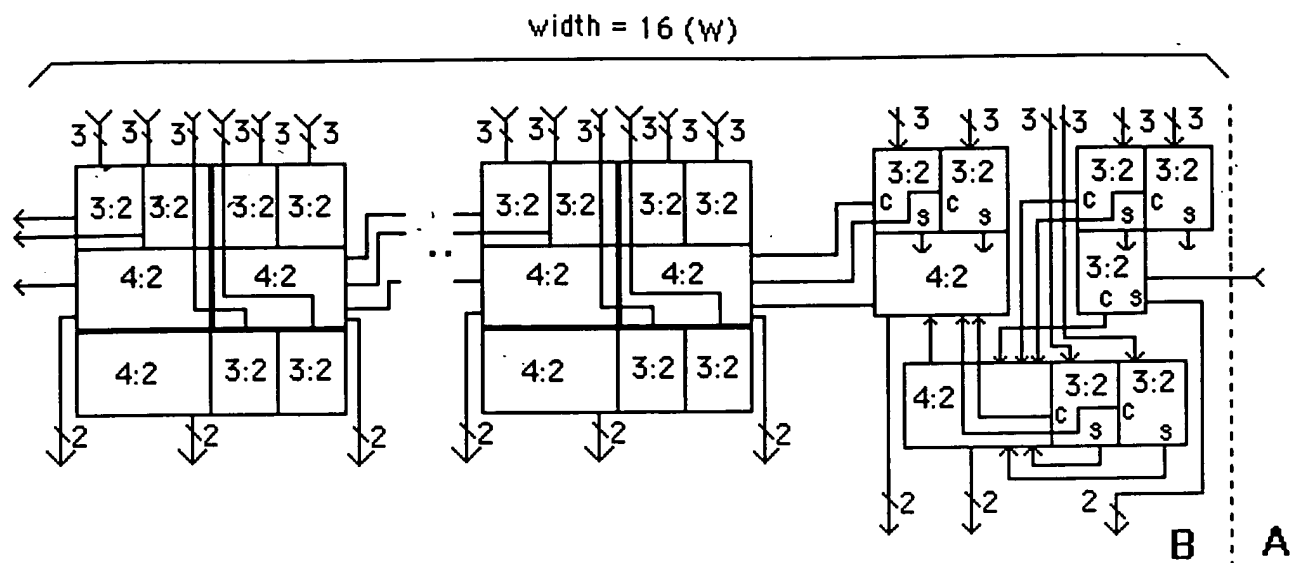 width = 16 (W)
3 3 3 3 3 3 3 3 3 3 3 3 3 3 3 3 3 3
3:2 3:2 3:2 3:2 3:2 3:2 3:2 3:2 3:2 3:2 3:2 3:2
C C C C
S S S S
4:2 4:2 4:2 4:2 4:2 3:2
C S
4:2 3:2 3:2 4:2 3:2 3:2 4:2 3:2 3:2
C C
S S
2 2 2 2 2 2 2 2 2
B A